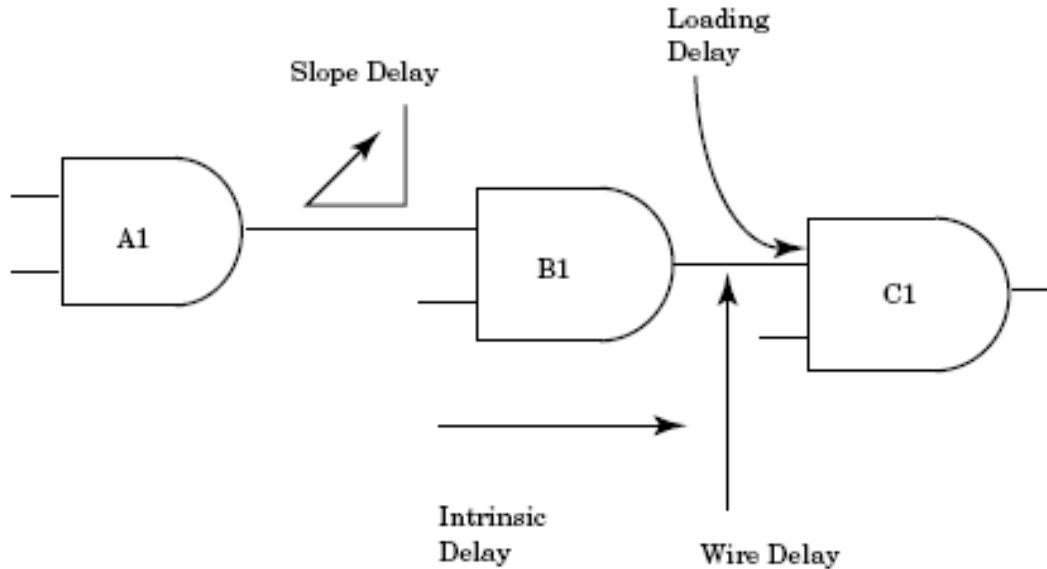 Loading
Delay
Slope Delay
A1
B1
C1
Intrinsic
Delay
Wire Delay